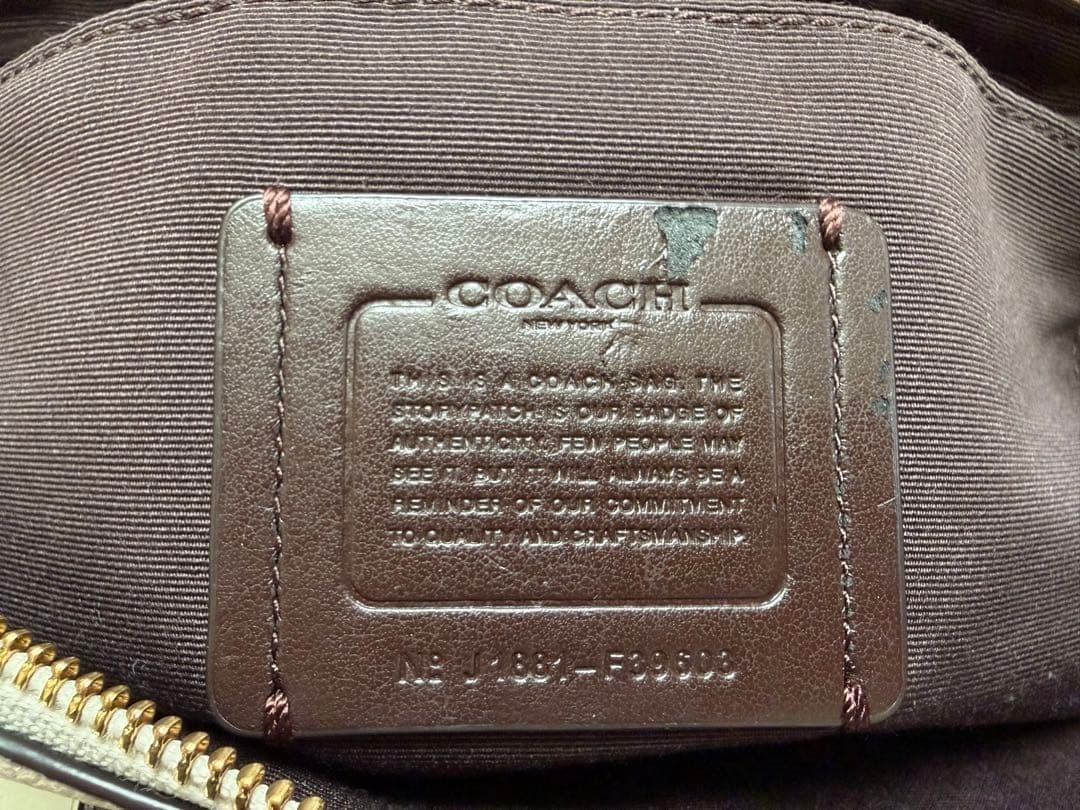 COACH
NEW YORK
THIS IS A COACH BAG. THE
STORYPATCH IS OUR BADGE OF
AUTHENTICITY. FEW PEOPLE MAY
SEE IT, BUT IT WILL ALWAYS BE A
REMINDER OF OUR COMMITMENT
TO QUALITY AND CRAFTSMANSHIP.
Nº